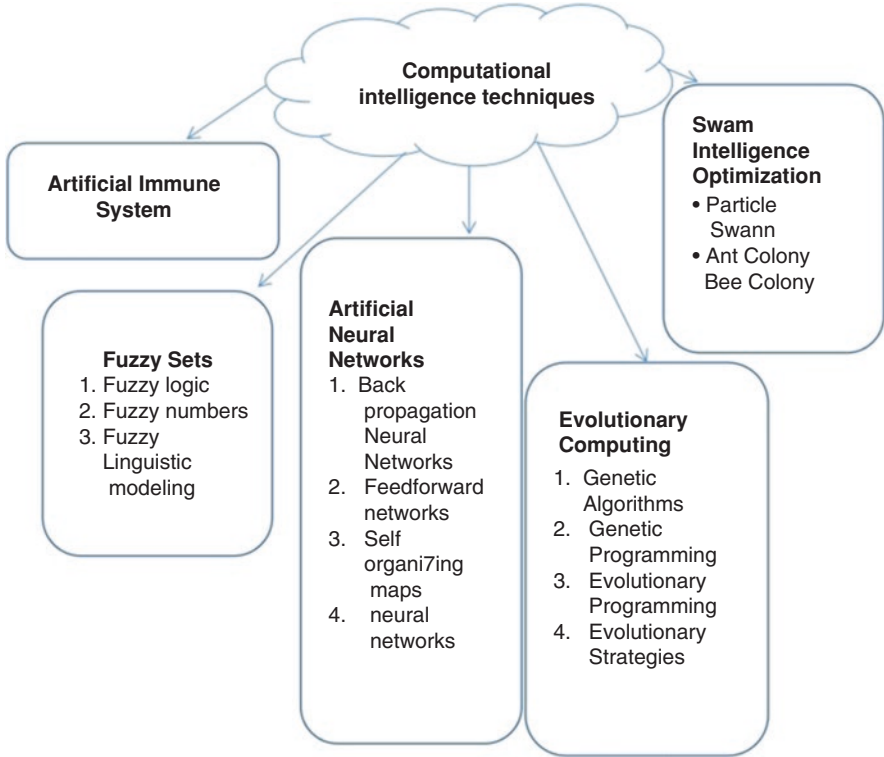 Computational
intelligence techniques
Artificial Immune
System
Swam
Intelligence
Optimization
• Particle
Swann
• Ant Colony
Bee Colony
Fuzzy Sets
1. Fuzzy logic
2. Fuzzy numbers
3. Fuzzy
Linguistic
modeling
Artificial
Neural
Networks
1. Back
propagation
Neural
Networks
2. Feedforward
networks
3. Self
organi7ing
maps
4. neural
networks
Evolutionary
Computing
1. Genetic
Algorithms
2. Genetic
Programming
3. Evolutionary
Programming
4. Evolutionary
Strategies